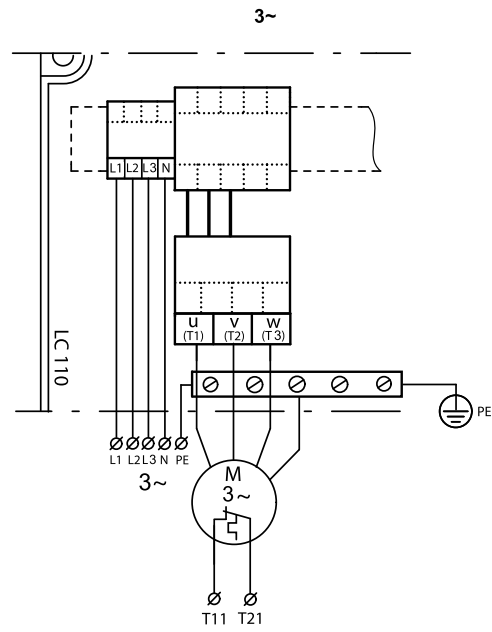 3~
L1 L2 L3 N
u v w
(T1) (T2) (T3)
LC 110
PE
L1 L2 L3 N PE
3~
M
3~
T11 T21